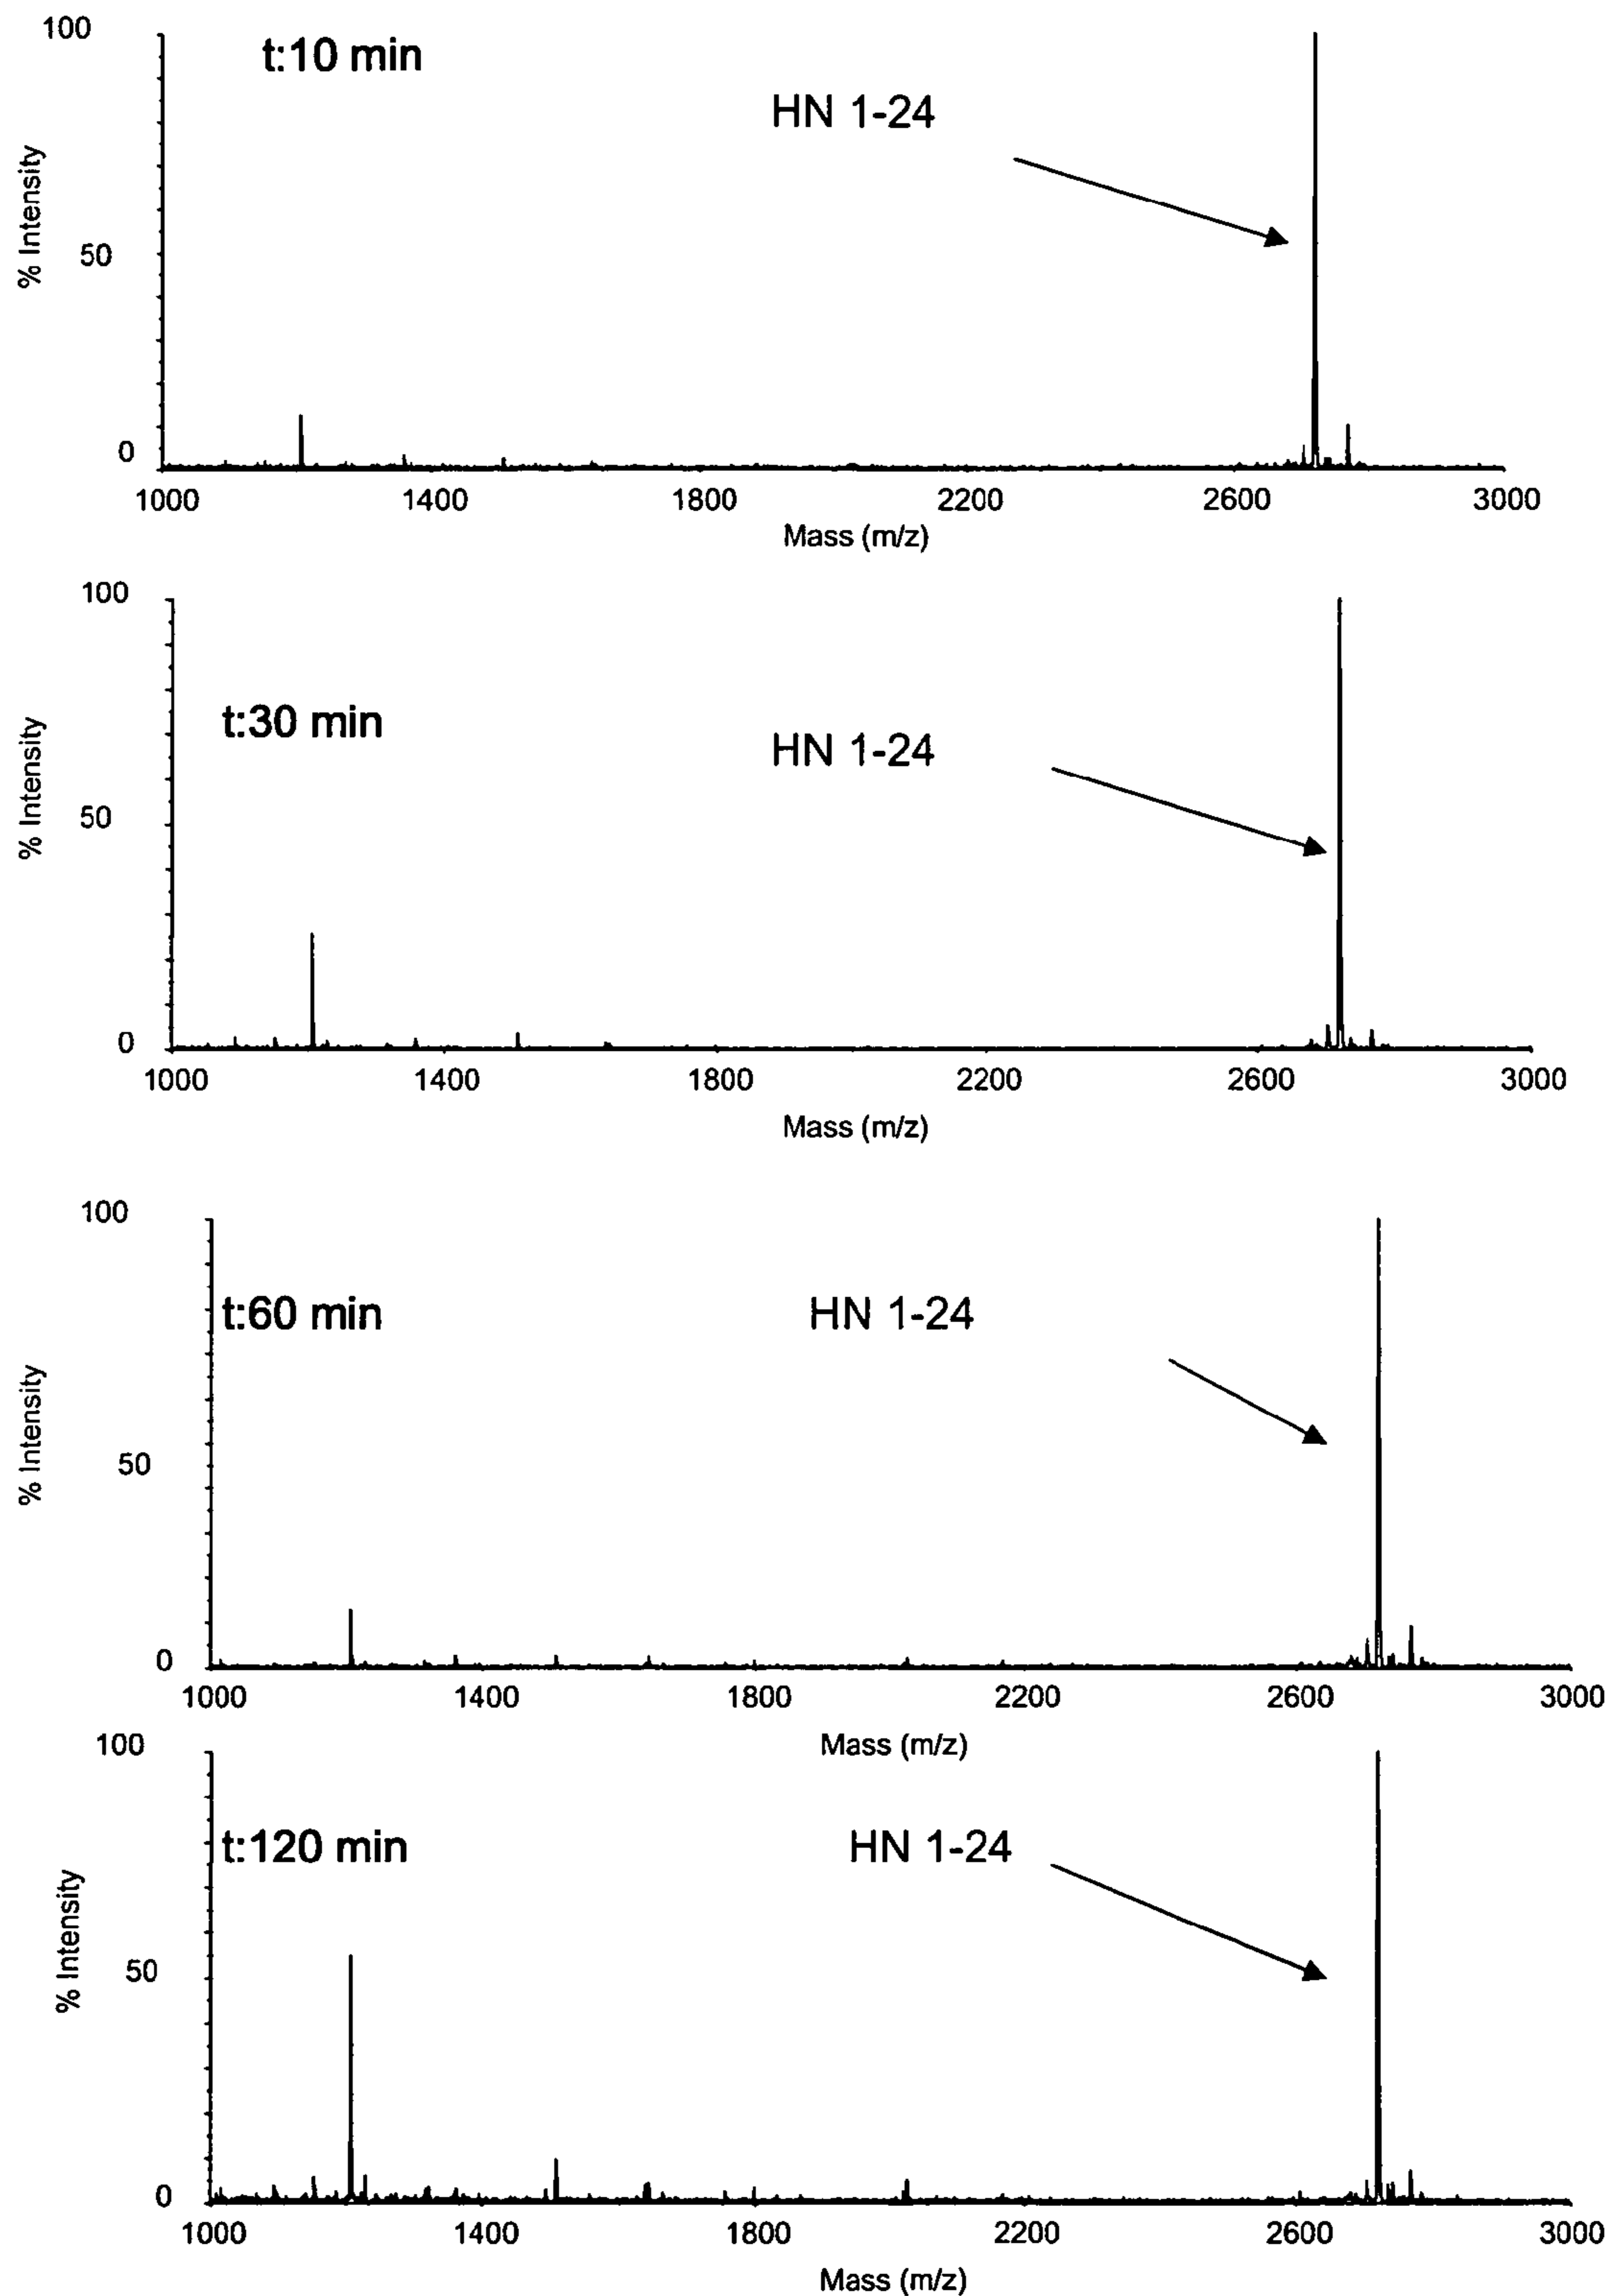 100
t:10 min
HN 1-24
% Intensity
50
0
1000 1400 1800 2200 2600 3000
Mass (m/z)
100
t:30 min
HN 1-24
% Intensity
50
0
1000 1400 1800 2200 2600 3000
Mass (m/z)
100
t:60 min
HN 1-24
% Intensity
50
0
1000 1400 1800 2200 2600 3000
Mass (m/z)
100
t:120 min
HN 1-24
% Intensity
50
0
1000 1400 1800 2200 2600 3000
Mass (m/z)